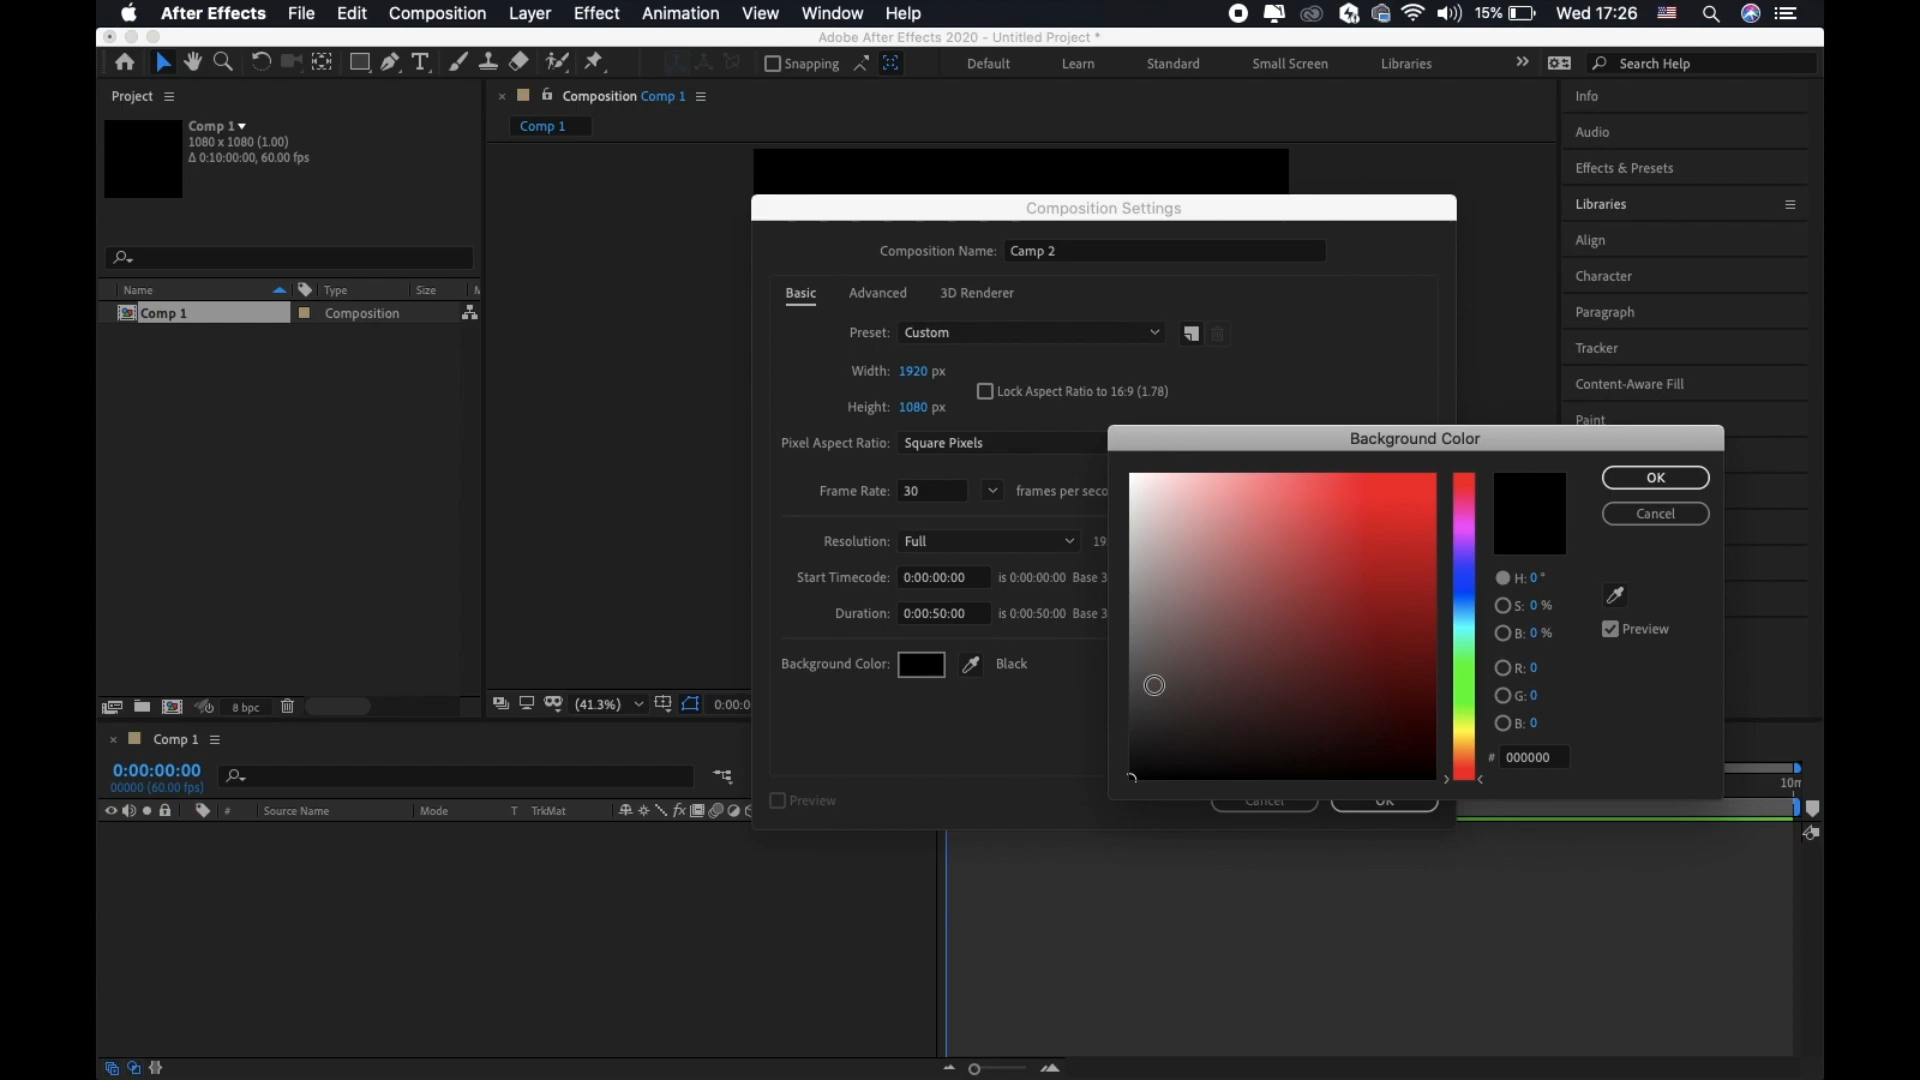 After Effects File Edit Composition Layer Effect Animation View Window Help 15% Wed 17:26
Adobe After Effects 2020 - Untitled Project *
T Snapping Default Learn Standard Small Screen Libraries Search Help
Project
Comp 1
1080 x 1080 (1.00)
Δ 0:10:00:00, 60.00 fps
Name Type Size
Comp 1 Composition
8 bpc
Composition Comp 1
Comp 1
(41.3%) 0:00:0
Composition Settings
Composition Name: Camp 2
Basic Advanced 3D Renderer
Preset: Custom
Width: 1920 px
Lock Aspect Ratio to 16:9 (1.78)
Height: 1080 px
Pixel Aspect Ratio: Square Pixels
Frame Rate: 30 frames per seco
Resolution: Full 19
Start Timecode: 0:00:00:00 is 0:00:00:00 Base 3
Duration: 0:00:50:00 is 0:00:50:00 Base 3
Background Color: Black
Preview
Cancel OK
Background Color
OK
Cancel
H: 0 °
S: 0 %
B: 0 %
Preview
R: 0
G: 0
B: 0
# 000000
Info
Audio
Effects & Presets
Libraries
Align
Character
Paragraph
Tracker
Content-Aware Fill
Paint
Comp 1
0:00:00:00
00000 (60.00 fps)
# Source Name Mode T TrkMat fx
10m